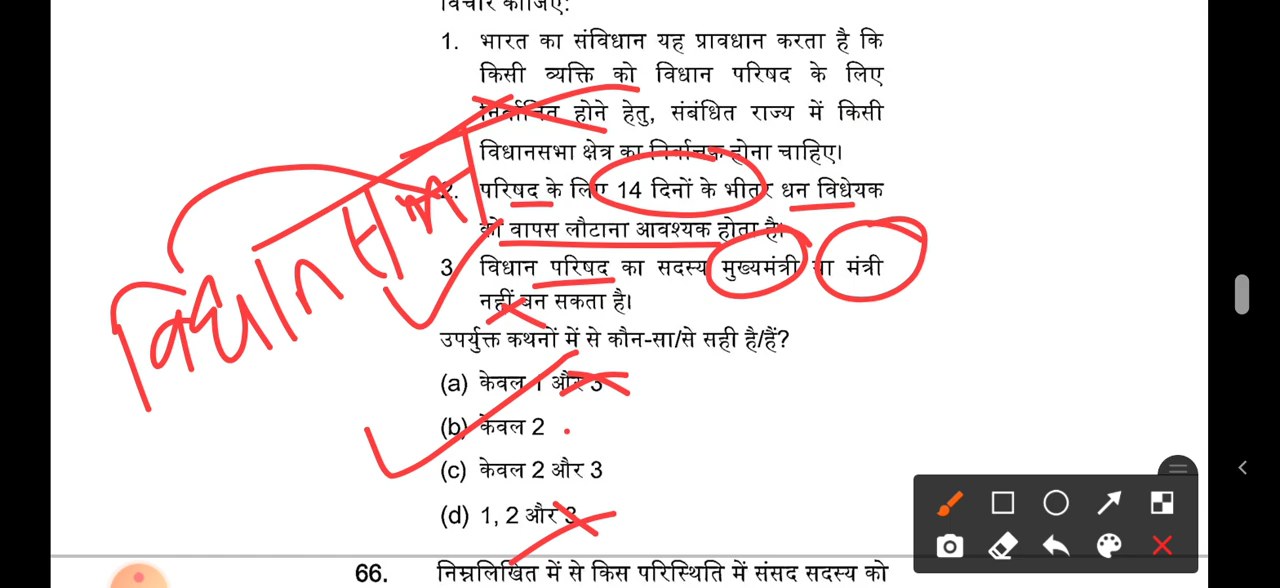 विचार कीजिए:
1. भारत का संविधान यह प्रावधान करता है कि
किसी व्यक्ति को विधान परिषद के लिए
निर्वाचित होने हेतु, संबंधित राज्य में किसी
विधानसभा क्षेत्र का निर्वाचक होना चाहिए।
2. परिषद के लिए 14 दिनों के भीतर धन विधेयक
को वापस लौटाना आवश्यक होता है।
3. विधान परिषद का सदस्य मुख्यमंत्री या मंत्री
नहीं बन सकता है।
विधानसभा
उपर्युक्त कथनों में से कौन-सा/से सही है/हैं?
(a) केवल 1 और 3
(b) केवल 2
(c) केवल 2 और 3
(d) 1, 2 और 3
66. निम्नलिखित में से किस परिस्थिति में संसद सदस्य को